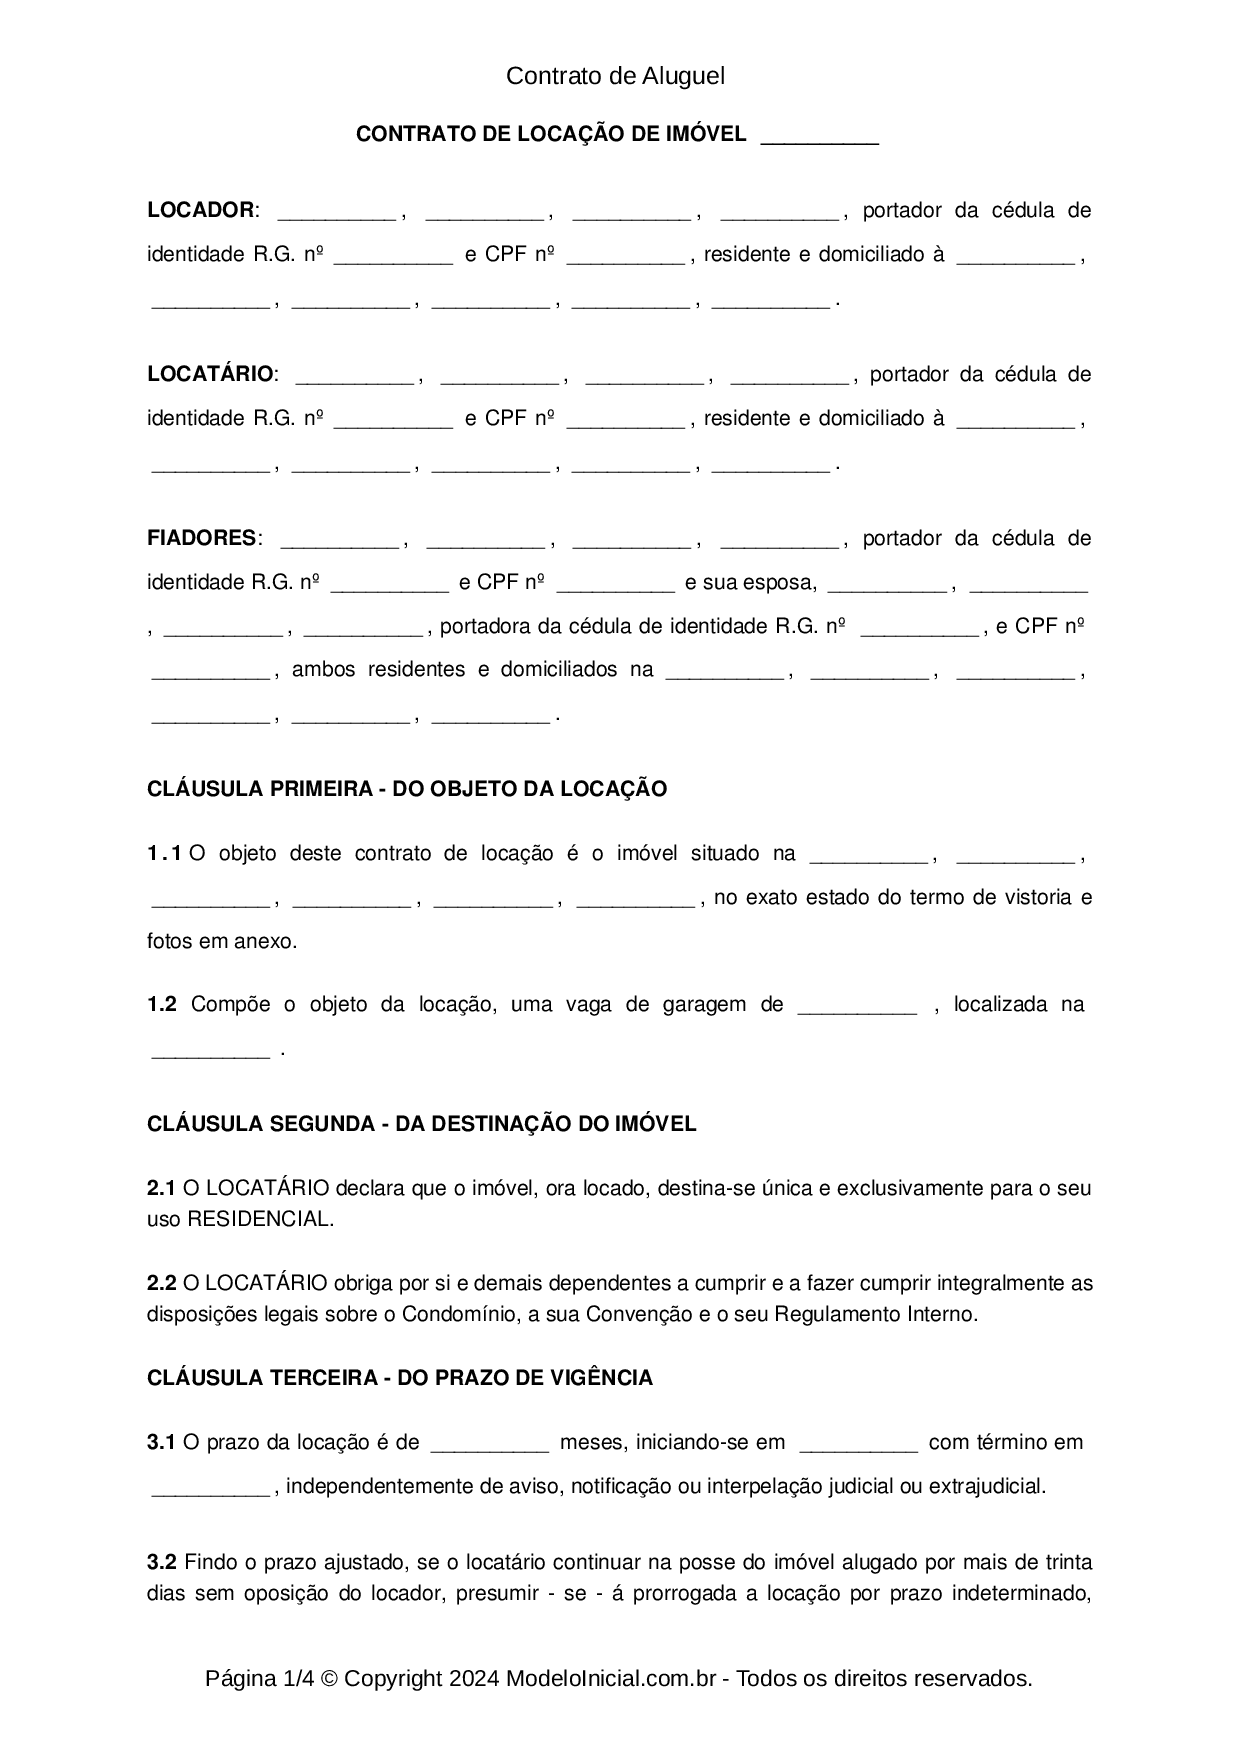 Contrato de Aluguel
CONTRATO DE LOCAÇÃO DE IMÓVEL __________
LOCADOR: __________, __________, __________, __________, portador da cédula de
identidade R.G. nº __________ e CPF nº __________, residente e domiciliado à __________,
__________, __________, __________, __________, __________.
LOCATÁRIO: __________, __________, __________, __________, portador da cédula de
identidade R.G. nº __________ e CPF nº __________, residente e domiciliado à __________,
__________, __________, __________, __________, __________.
FIADORES: __________, __________, __________, __________, portador da cédula de
identidade R.G. nº __________ e CPF nº __________ e sua esposa, __________, __________
, __________, __________, portadora da cédula de identidade R.G. nº __________, e CPF nº
__________, ambos residentes e domiciliados na __________, __________, __________,
__________, __________, __________.
CLÁUSULA PRIMEIRA - DO OBJETO DA LOCAÇÃO
1.1 O objeto deste contrato de locação é o imóvel situado na __________, __________,
__________, __________, __________, __________, no exato estado do termo de vistoria e
fotos em anexo.
1.2 Compõe o objeto da locação, uma vaga de garagem de __________ , localizada na
__________ .
CLÁUSULA SEGUNDA - DA DESTINAÇÃO DO IMÓVEL
2.1 O LOCATÁRIO declara que o imóvel, ora locado, destina-se única e exclusivamente para o seu
uso RESIDENCIAL.
2.2 O LOCATÁRIO obriga por si e demais dependentes a cumprir e a fazer cumprir integralmente as
disposições legais sobre o Condomínio, a sua Convenção e o seu Regulamento Interno.
CLÁUSULA TERCEIRA - DO PRAZO DE VIGÊNCIA
3.1 O prazo da locação é de __________ meses, iniciando-se em __________ com término em
__________, independentemente de aviso, notificação ou interpelação judicial ou extrajudicial.
3.2 Findo o prazo ajustado, se o locatário continuar na posse do imóvel alugado por mais de trinta
dias sem oposição do locador, presumir - se - á prorrogada a locação por prazo indeterminado,
Página 1/4 © Copyright 2024 ModeloInicial.com.br - Todos os direitos reservados.